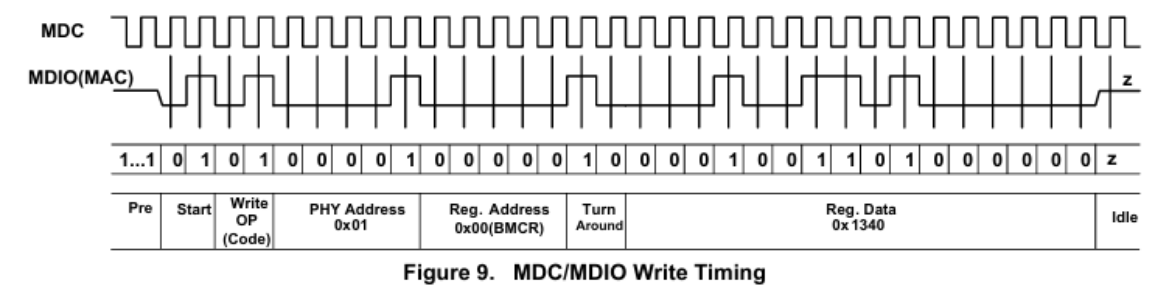 MDC
MDIO(MAC)
z
1...1 0 1 0 1 0 0 0 0 1 0 0 0 0 0 1 0 0 0 0 1 0 0 1 1 0 1 0 0 0 0 0 0 z
Pre Start Write OP (Code) PHY Address 0x01 Reg. Address 0x00(BMCR) Turn Around Reg. Data 0x1340 Idle
Figure 9. MDC/MDIO Write Timing